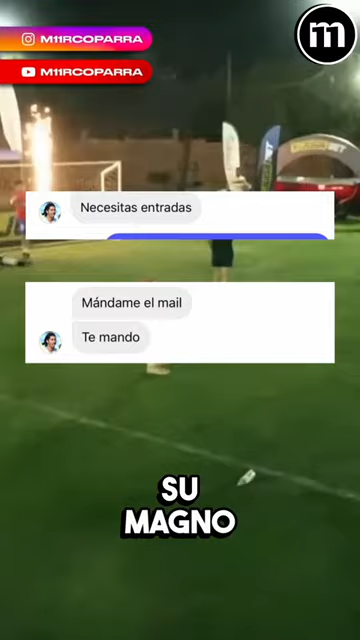 M11RCOPARRA
M11RCOPARRA
m
Necesitas entradas
Mándame el mail
Te mando
SU
MAGNO